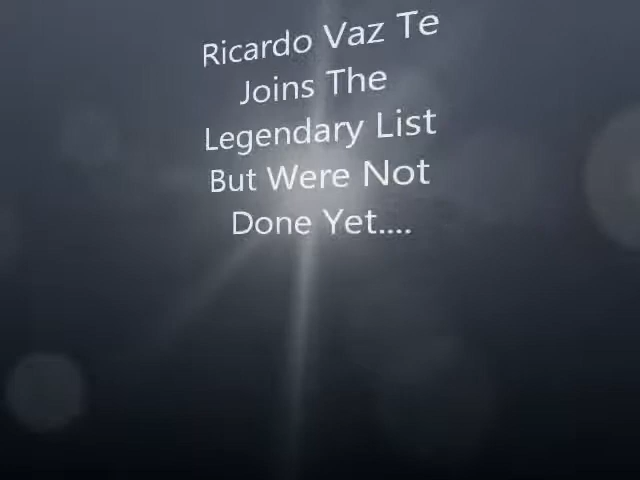 Ricardo Vaz Te
Joins The
Legendary List
But Were Not
Done Yet....